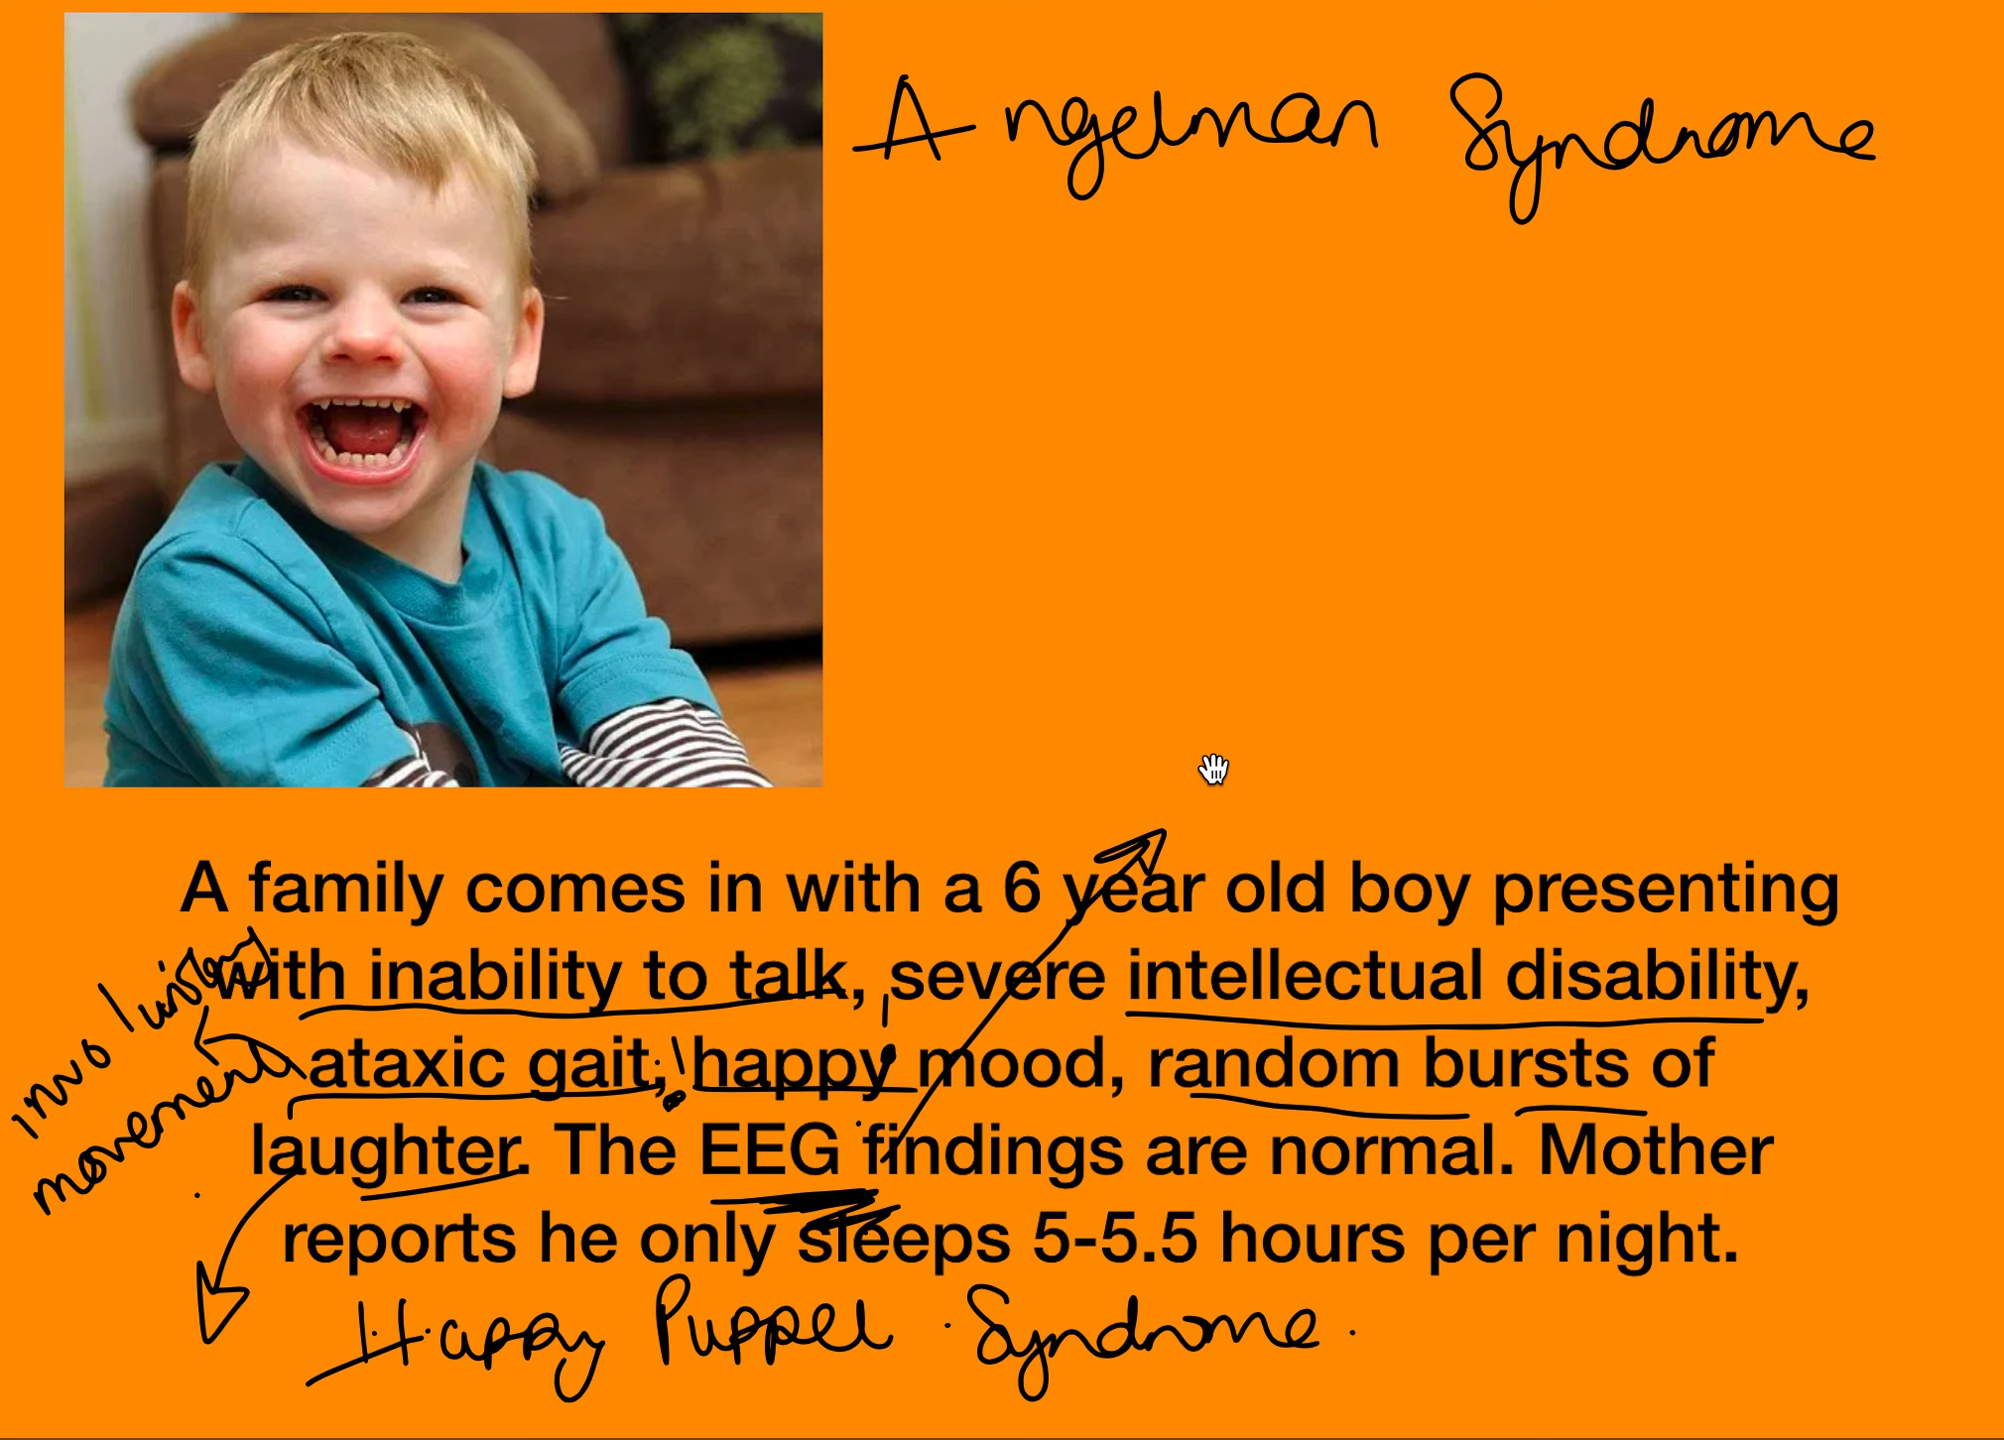 Angelman Syndrome
A family comes in with a 6 year old boy presenting
with inability to talk, severe intellectual disability,
ataxic gait, happy mood, random bursts of
laughter. The EEG findings are normal. Mother
reports he only sleeps 5-5.5 hours per night.
involuntary
movement
Happy Puppet Syndrome.